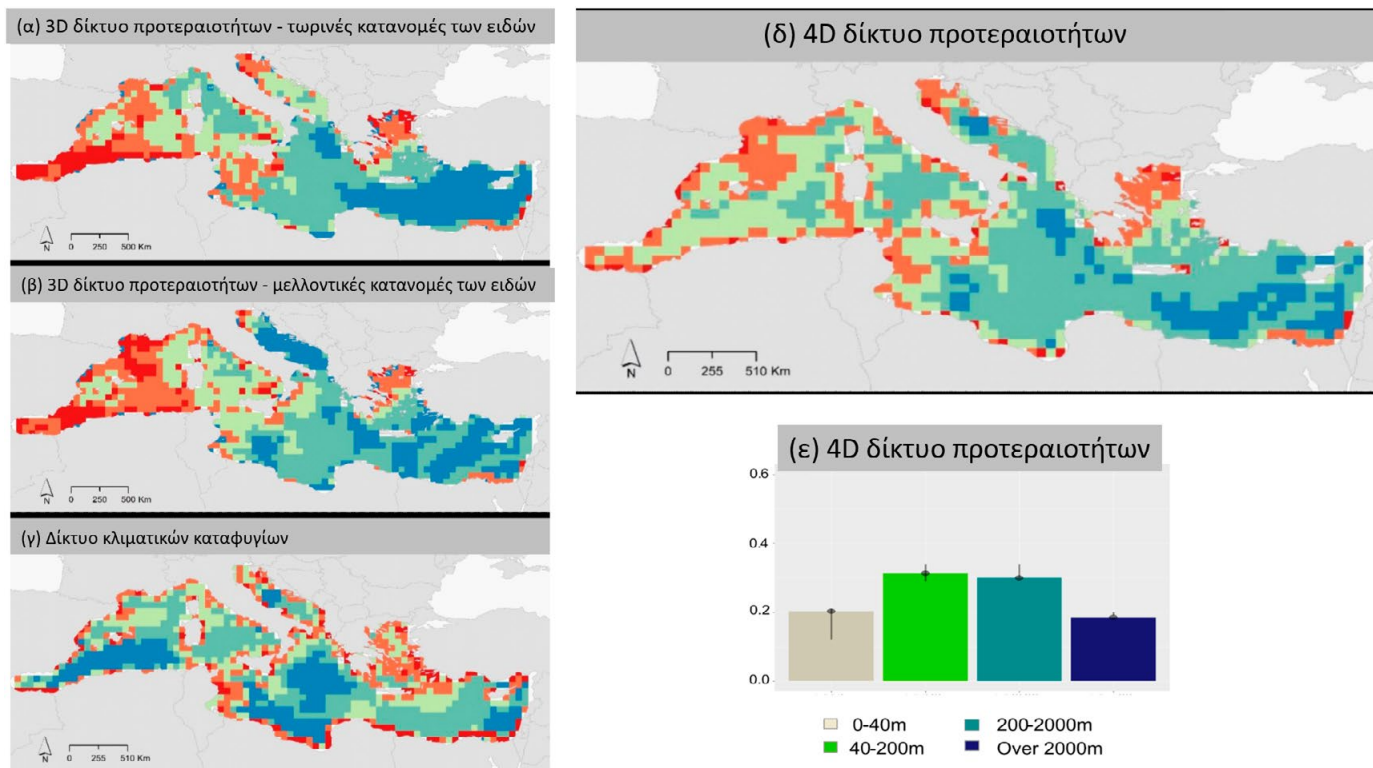 (α) 3D δίκτυο προτεραιοτήτων - τωρινές κατανομές των ειδών
N
0 250 500 Km
(β) 3D δίκτυο προτεραιοτήτων - μελλοντικές κατανομές των ειδών
N
0 250 500 Km
(γ) Δίκτυο κλιματικών καταφυγίων
N
0 255 510 Km
(δ) 4D δίκτυο προτεραιοτήτων
N
0 255 510 Km
(ε) 4D δίκτυο προτεραιοτήτων
0.6
0.4
0.2
0.0
0-40m 200-2000m
40-200m Over 2000m